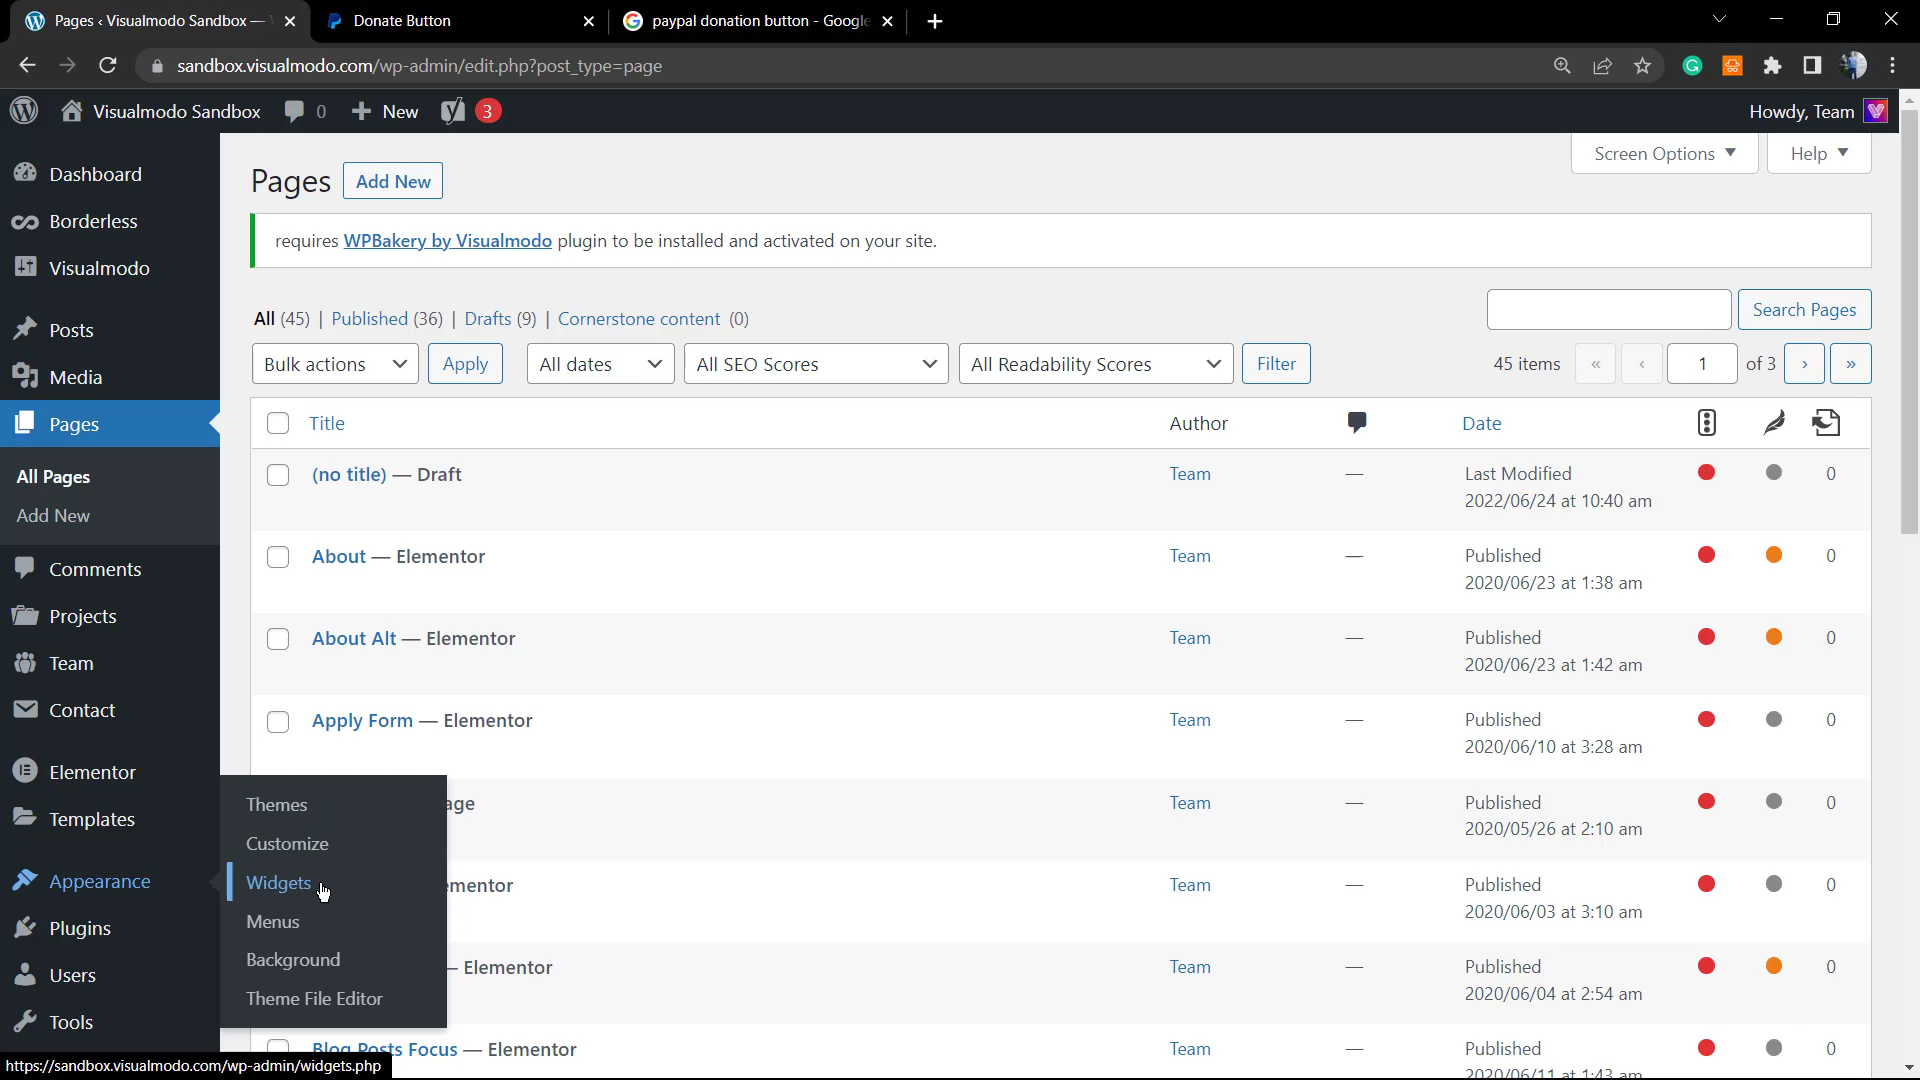 Pages ‹ Visualmodo Sandbox —
Donate Button
paypal donation button - Google
sandbox.visualmodo.com/wp-admin/edit.php?post_type=page
Visualmodo Sandbox
0
New
3
Howdy, Team
Dashboard
Borderless
Visualmodo
Posts
Media
Pages
All Pages
Add New
Comments
Projects
Team
Contact
Elementor
Templates
Appearance
Plugins
Users
Tools
Themes
Customize
Widgets
Menus
Background
Theme File Editor
https://sandbox.visualmodo.com/wp-admin/widgets.php
Screen Options
Help
Pages
Add New
requires WPBakery by Visualmodo plugin to be installed and activated on your site.
All (45) | Published (36) | Drafts (9) | Cornerstone content (0)
Search Pages
Bulk actions
Apply
All dates
All SEO Scores
All Readability Scores
Filter
45 items
«
‹
1
of 3
›
»
Title
Author
Date
(no title) — Draft
Team
—
Last Modified
2022/06/24 at 10:40 am
0
About — Elementor
Team
—
Published
2020/06/23 at 1:38 am
0
About Alt — Elementor
Team
—
Published
2020/06/23 at 1:42 am
0
Apply Form — Elementor
Team
—
Published
2020/06/10 at 3:28 am
0
age
Team
—
Published
2020/05/26 at 2:10 am
0
ementor
Team
—
Published
2020/06/03 at 3:10 am
0
— Elementor
Team
—
Published
2020/06/04 at 2:54 am
0
Blog Posts Focus — Elementor
Team
—
Published
2020/06/11 at 1:43 am
0